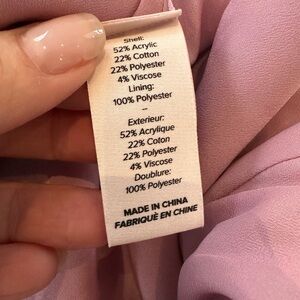 Shell:
52% Acrylic
22% Cotton
22% Polyester
4% Viscose
Lining:
100% Polyester
–
Exterieur:
52% Acrylique
22% Coton
22% Polyester
4% Viscose
Doublure:
100% Polyester
MADE IN CHINA
FABRIQUÉ EN CHINE